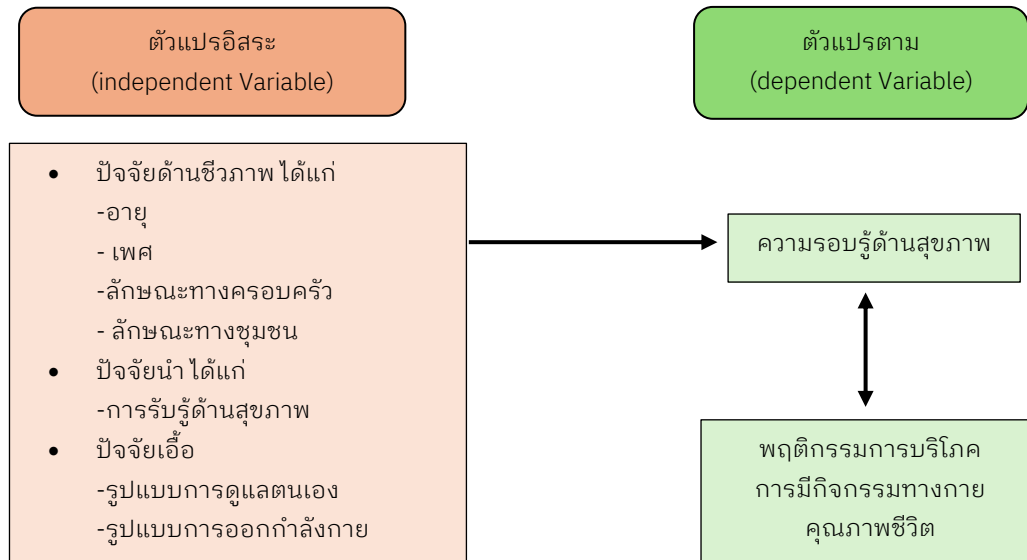 ตัวแปรอิสระ
(independent Variable)
ตัวแปรตาม
(dependent Variable)
• ปัจจัยด้านชีวภาพ ได้แก่
-อายุ
- เพศ
-ลักษณะทางครอบครัว
- ลักษณะทางชุมชน
• ปัจจัยนำ ได้แก่
-การรับรู้ด้านสุขภาพ
• ปัจจัยเอื้อ
-รูปแบบการดูแลตนเอง
-รูปแบบการออกกำลังกาย
ความรอบรู้ด้านสุขภาพ
พฤติกรรมการบริโภค
การมีกิจกรรมทางกาย
คุณภาพชีวิต